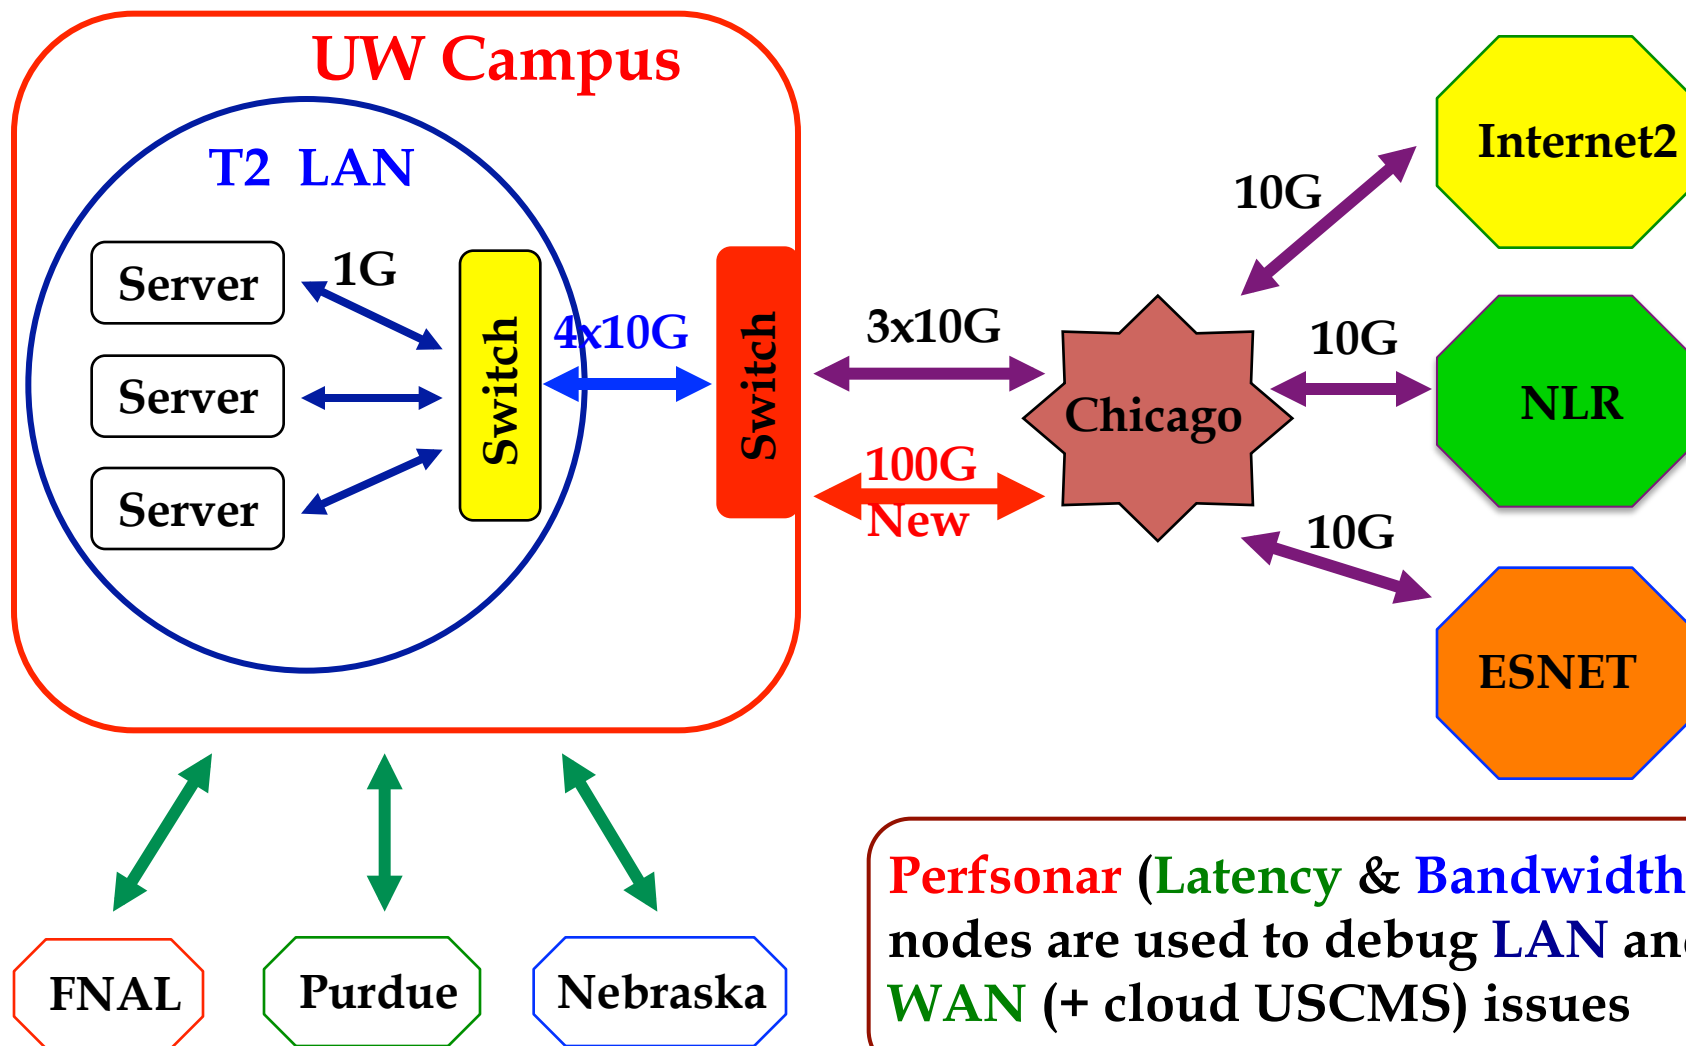 UW Campus
T2 LAN
Server
1G
Server
Server
Switch
4x10G
Switch
3x10G
100G
New
Chicago
10G
Internet2
10G
NLR
10G
ESNET
FNAL
Purdue
Nebraska
Perfsonar (Latency & Bandwidth
nodes are used to debug LAN
WAN (+ cloud USCMS) issues